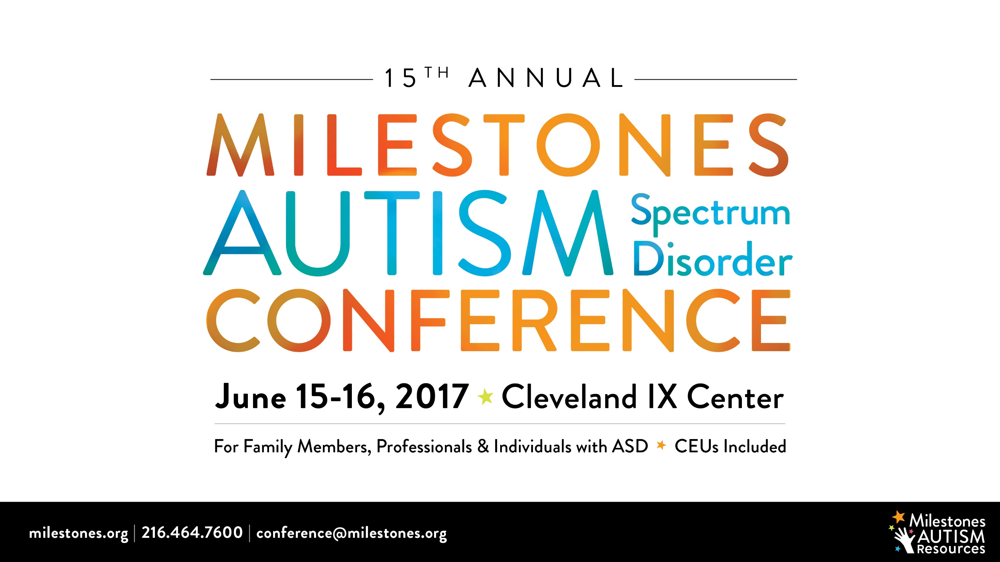 15TH ANNUAL
MILESTONES
AUTISM Spectrum Disorder
CONFERENCE
June 15-16, 2017 Cleveland IX Center
For Family Members, Professionals & Individuals with ASD CEUs Included
milestones.org | 216.464.7600 | conference@milestones.org
Milestones
AUTISM
Resources